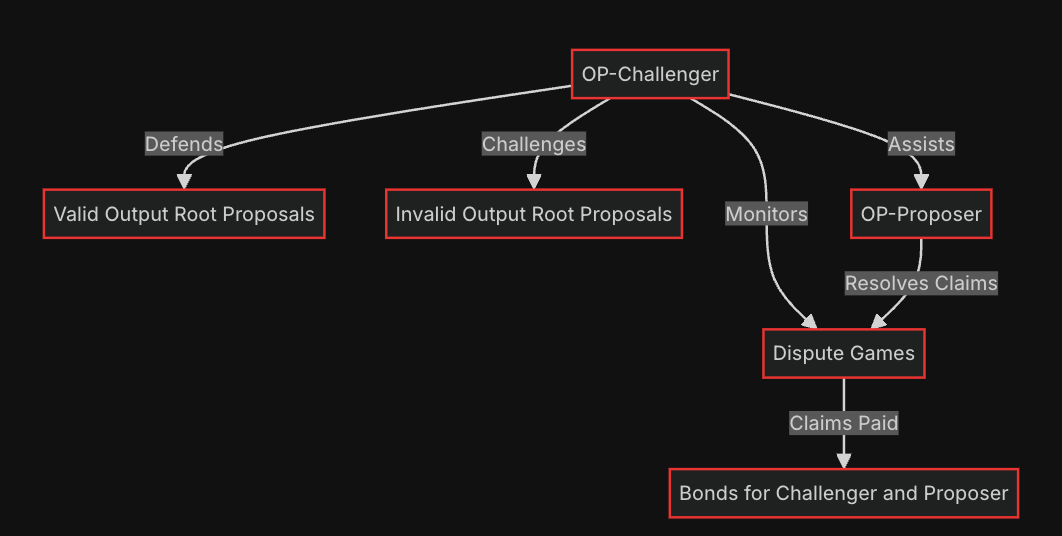 OP-Challenger
Defends
Challenges
Assists
Valid Output Root Proposals
Invalid Output Root Proposals
Monitors
OP-Proposer
Resolves Claims
Dispute Games
Claims Paid
Bonds for Challenger and Proposer